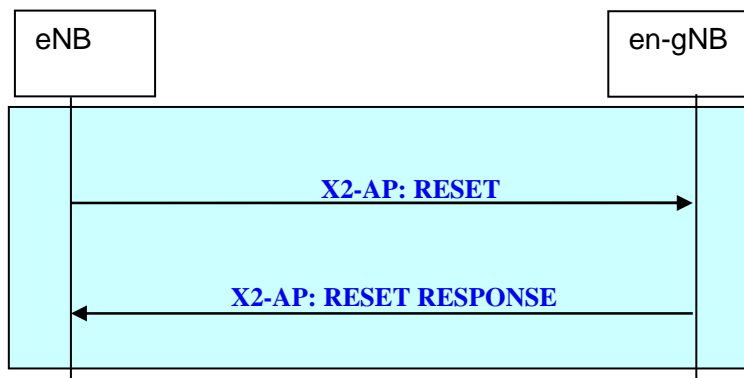 eNB
en-gNB
X2-AP: RESET
X2-AP: RESET RESPONSE